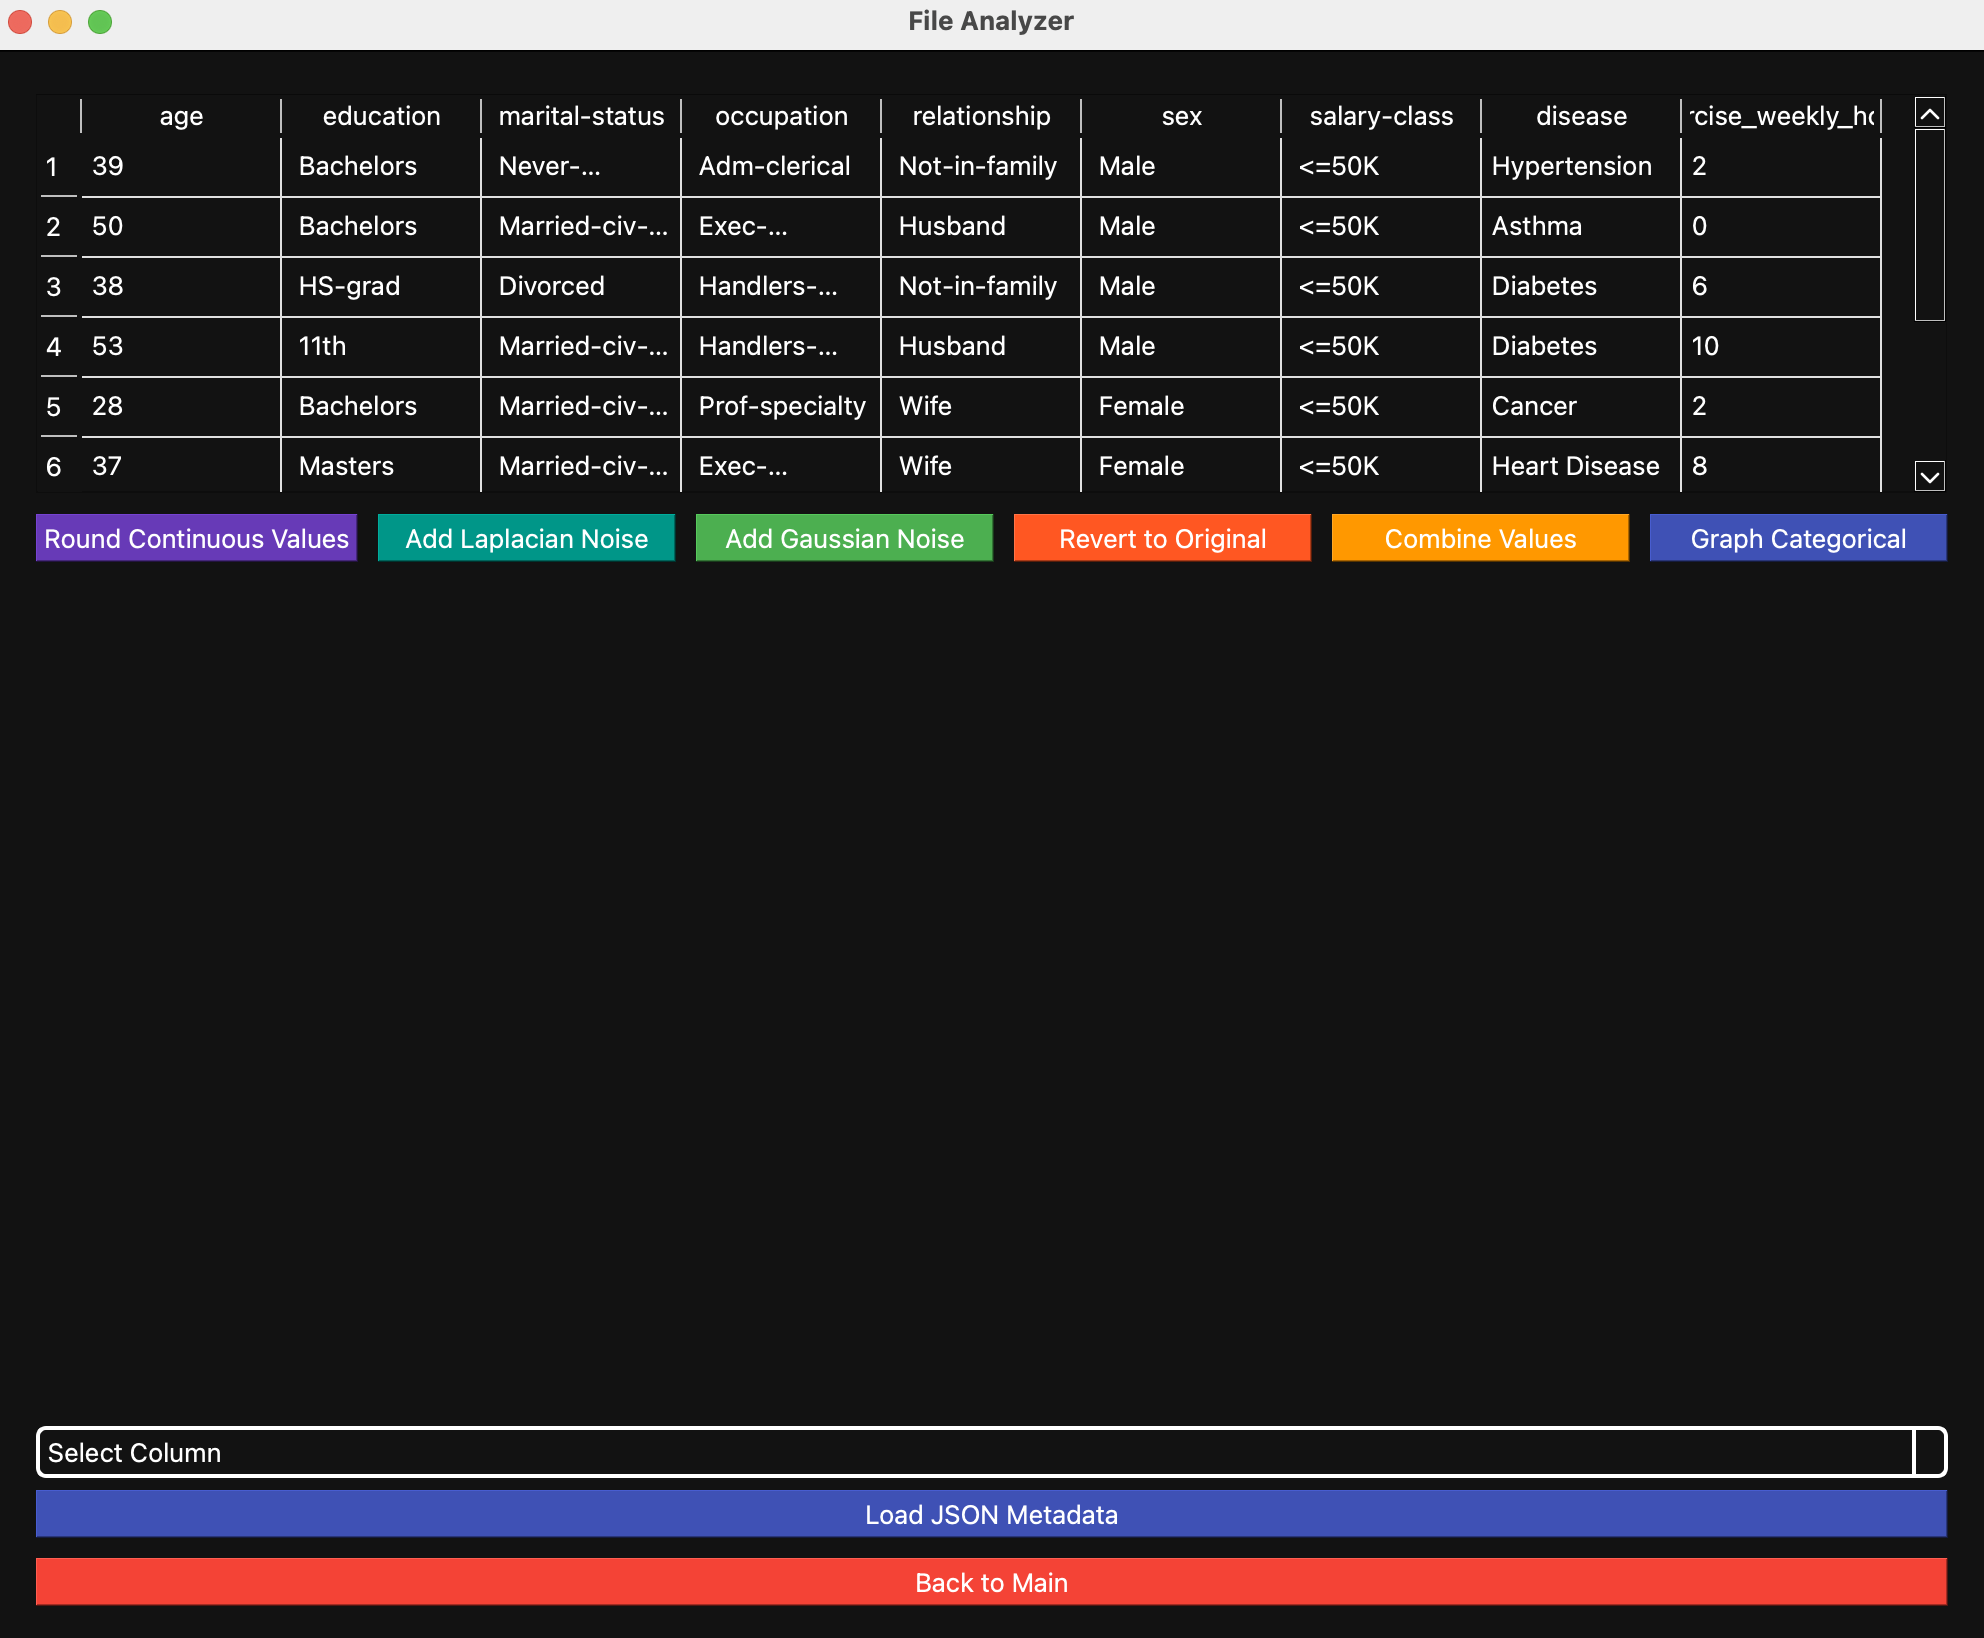 File Analyzer
age education marital-status occupation relationship sex salary-class disease rcise_weekly_ho
1 39 Bachelors Never-... Adm-clerical Not-in-family Male <=50K Hypertension 2
2 50 Bachelors Married-civ-... Exec-... Husband Male <=50K Asthma 0
3 38 HS-grad Divorced Handlers-... Not-in-family Male <=50K Diabetes 6
4 53 11th Married-civ-... Handlers-... Husband Male <=50K Diabetes 10
5 28 Bachelors Married-civ-... Prof-specialty Wife Female <=50K Cancer 2
6 37 Masters Married-civ-... Exec-... Wife Female <=50K Heart Disease 8
Round Continuous Values Add Laplacian Noise Add Gaussian Noise Revert to Original Combine Values Graph Categorical
Select Column
Load JSON Metadata
Back to Main